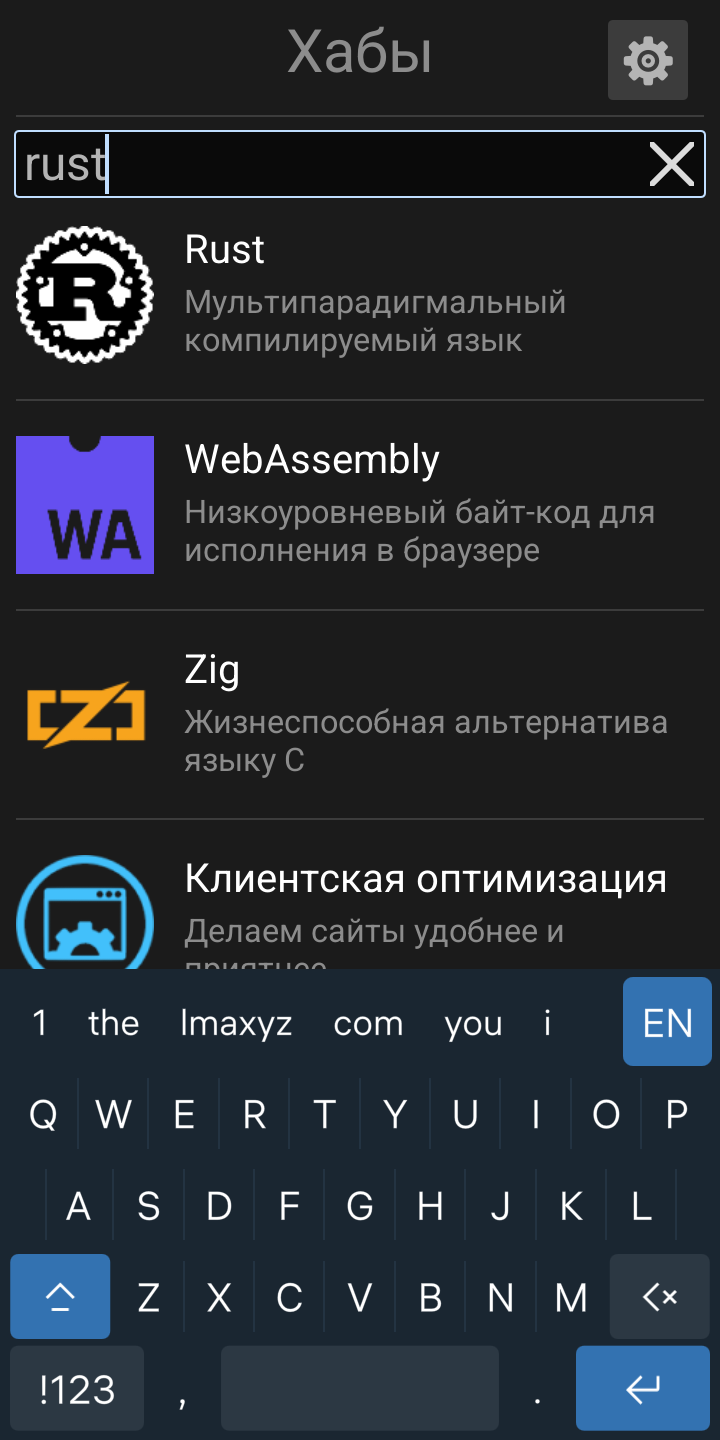 Хабы
rust
R
Rust
Мультипарадигмальный
компилируемый язык
WA
WebAssembly
Низкоуровневый байт-код для
исполнения в браузере
Zig
Жизнеспособная альтернатива
языку С
Клиентская оптимизация
Делаем сайты удобнее и
приятнее
1 the lmaxyz com you i EN
Q W E R T Y U I O P
A S D F G H J K L
Z X C V B N M
!123 , .